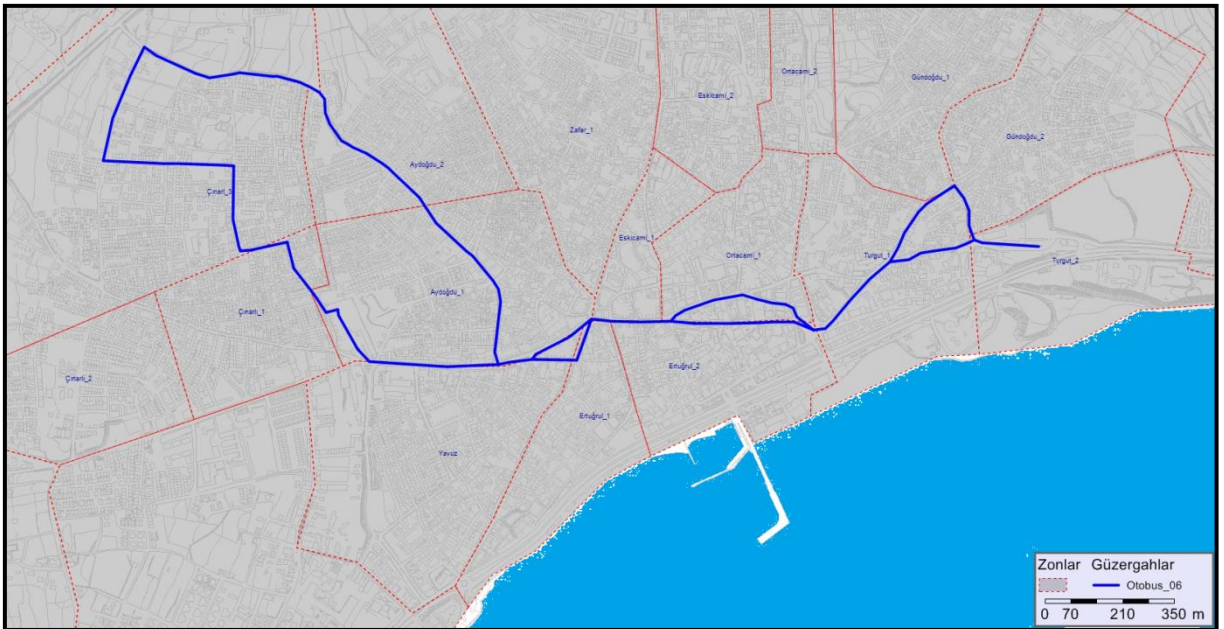 Ortacami_2
Gündoğdu_1
Eskicami_2
Zafer_1
Gündoğdu_2
Aydoğdu_2
Çınarlı_3
Eskicami_1
Ortacami_1
Turgut_1
Turgut_2
Aydoğdu_1
Çınarlı_1
Ertuğrul_2
Çınarlı_2
Ertuğrul_1
Yavuz
Zonlar Güzergahlar
Otobus_06
0 70 210 350 m